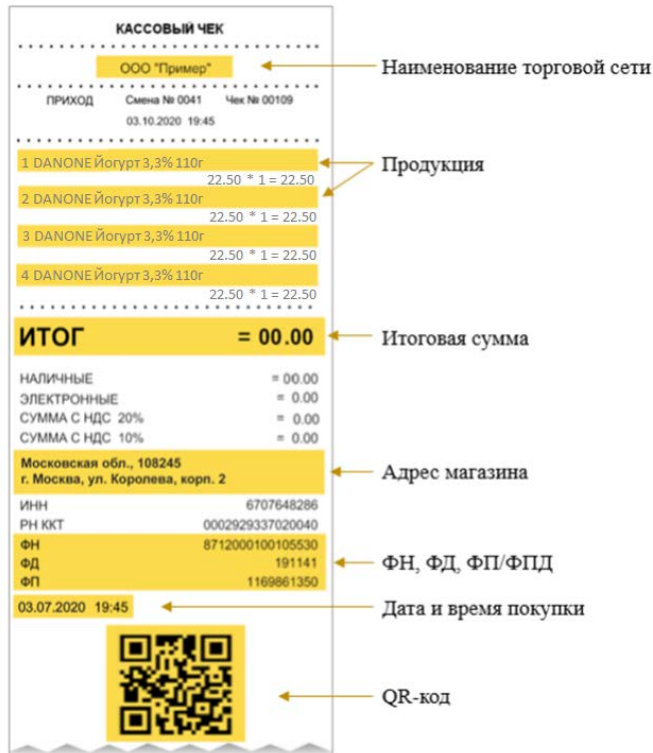 КАССОВЫЙ ЧЕК
ООО "Пример"
Наименование торговой сети
ПРИХОД Смена № 0041 Чек № 00109
03.10.2020 19:45
1 DANONE Йогурт 3,3% 110г
Продукция
22.50 * 1 = 22.50
2 DANONE Йогурт 3,3% 110г
22.50 * 1 = 22.50
3 DANONE Йогурт 3,3% 110г
22.50 * 1 = 22.50
4 DANONE Йогурт 3,3% 110г
22.50 * 1 = 22.50
ИТОГ = 00.00
Итоговая сумма
НАЛИЧНЫЕ = 00.00
ЭЛЕКТРОННЫЕ = 0.00
СУММА С НДС 20% = 0.00
СУММА С НДС 10% = 0.00
Московская обл., 108245
г. Москва, ул. Королева, корп. 2
Адрес магазина
ИНН 6707648286
РН ККТ 0002929337020040
ФН 8712000100105530
ФД 191141
ФН, ФД, ФП/ФПД
ФП 1169861350
03.07.2020 19:45
Дата и время покупки
QR-код